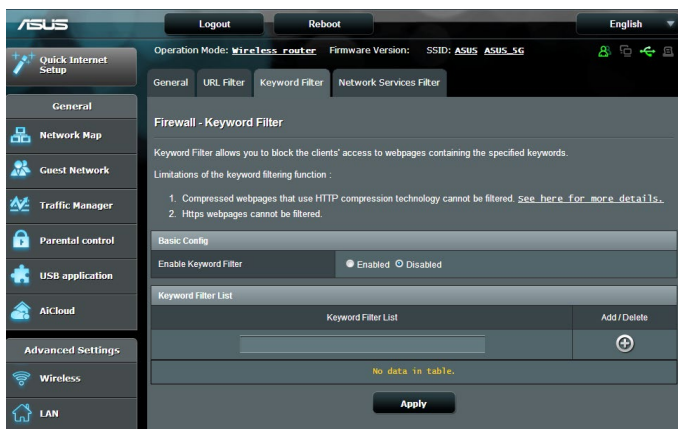 ASUS
Logout
Reboot
English
Quick Internet
Setup
Operation Mode: Wireless router Firmware Version: SSID: ASUS ASUS_5G
General
URL Filter
Keyword Filter
Network Services Filter
General
Network Map
Guest Network
Traffic Manager
Parental control
USB application
AiCloud
Advanced Settings
Wireless
LAN
Firewall - Keyword Filter
Keyword Filter allows you to block the clients' access to webpages containing the specified keywords.
Limitations of the keyword filtering function :
1. Compressed webpages that use HTTP compression technology cannot be filtered. See here for more details.
2. Https webpages cannot be filtered.
Basic Config
Enable Keyword Filter
Enabled Disabled
Keyword Filter List
Keyword Filter List
Add / Delete
No data in table.
Apply